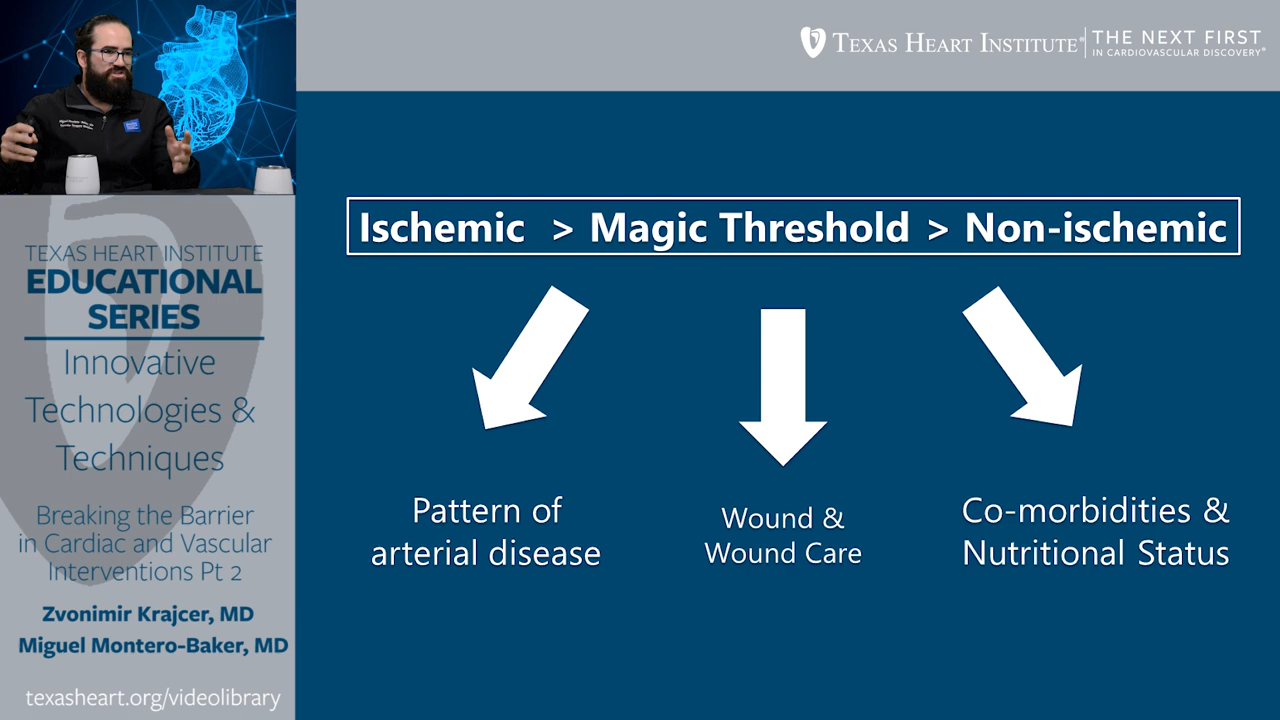 TEXAS HEART INSTITUTE®
THE NEXT FIRST
IN CARDIOVASCULAR DISCOVERY®
Ischemic > Magic Threshold > Non-ischemic
Pattern of
arterial disease
Wound &
Wound Care
Co-morbidities &
Nutritional Status
TEXAS HEART INSTITUTE
EDUCATIONAL
SERIES
Innovative
Technologies &
Techniques
Breaking the Barrier
in Cardiac and Vascular
Interventions Pt 2
Zvonimir Krajcer, MD
Miguel Montero-Baker, MD
texasheart.org/videolibrary